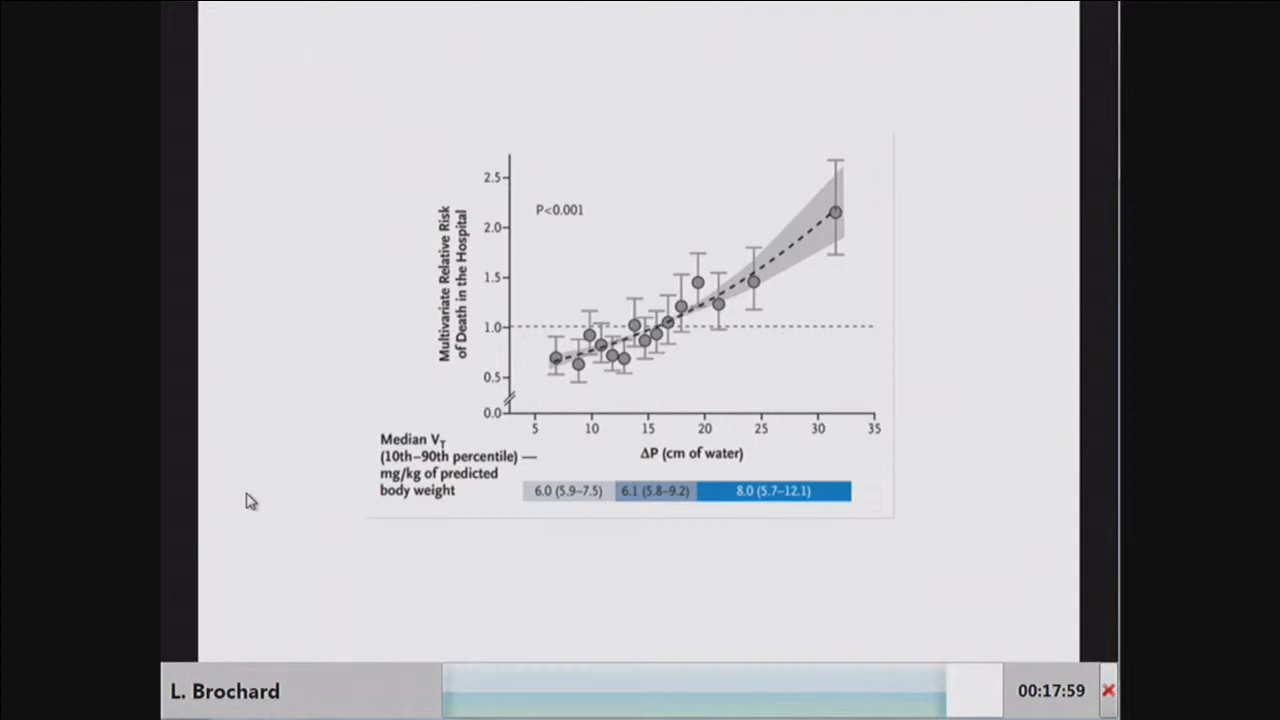 2.5
2.0
1.5
1.0
0.5
0.0
Multivariate Relative Risk
of Death in the Hospital
P<0.001
5 10 15 20 25 30 35
ΔP (cm of water)
Median VT
(10th–90th percentile) —
mg/kg of predicted
body weight
6.0 (5.9–7.5) 6.1 (5.8–9.2) 8.0 (5.7–12.1)
L. Brochard
00:17:59